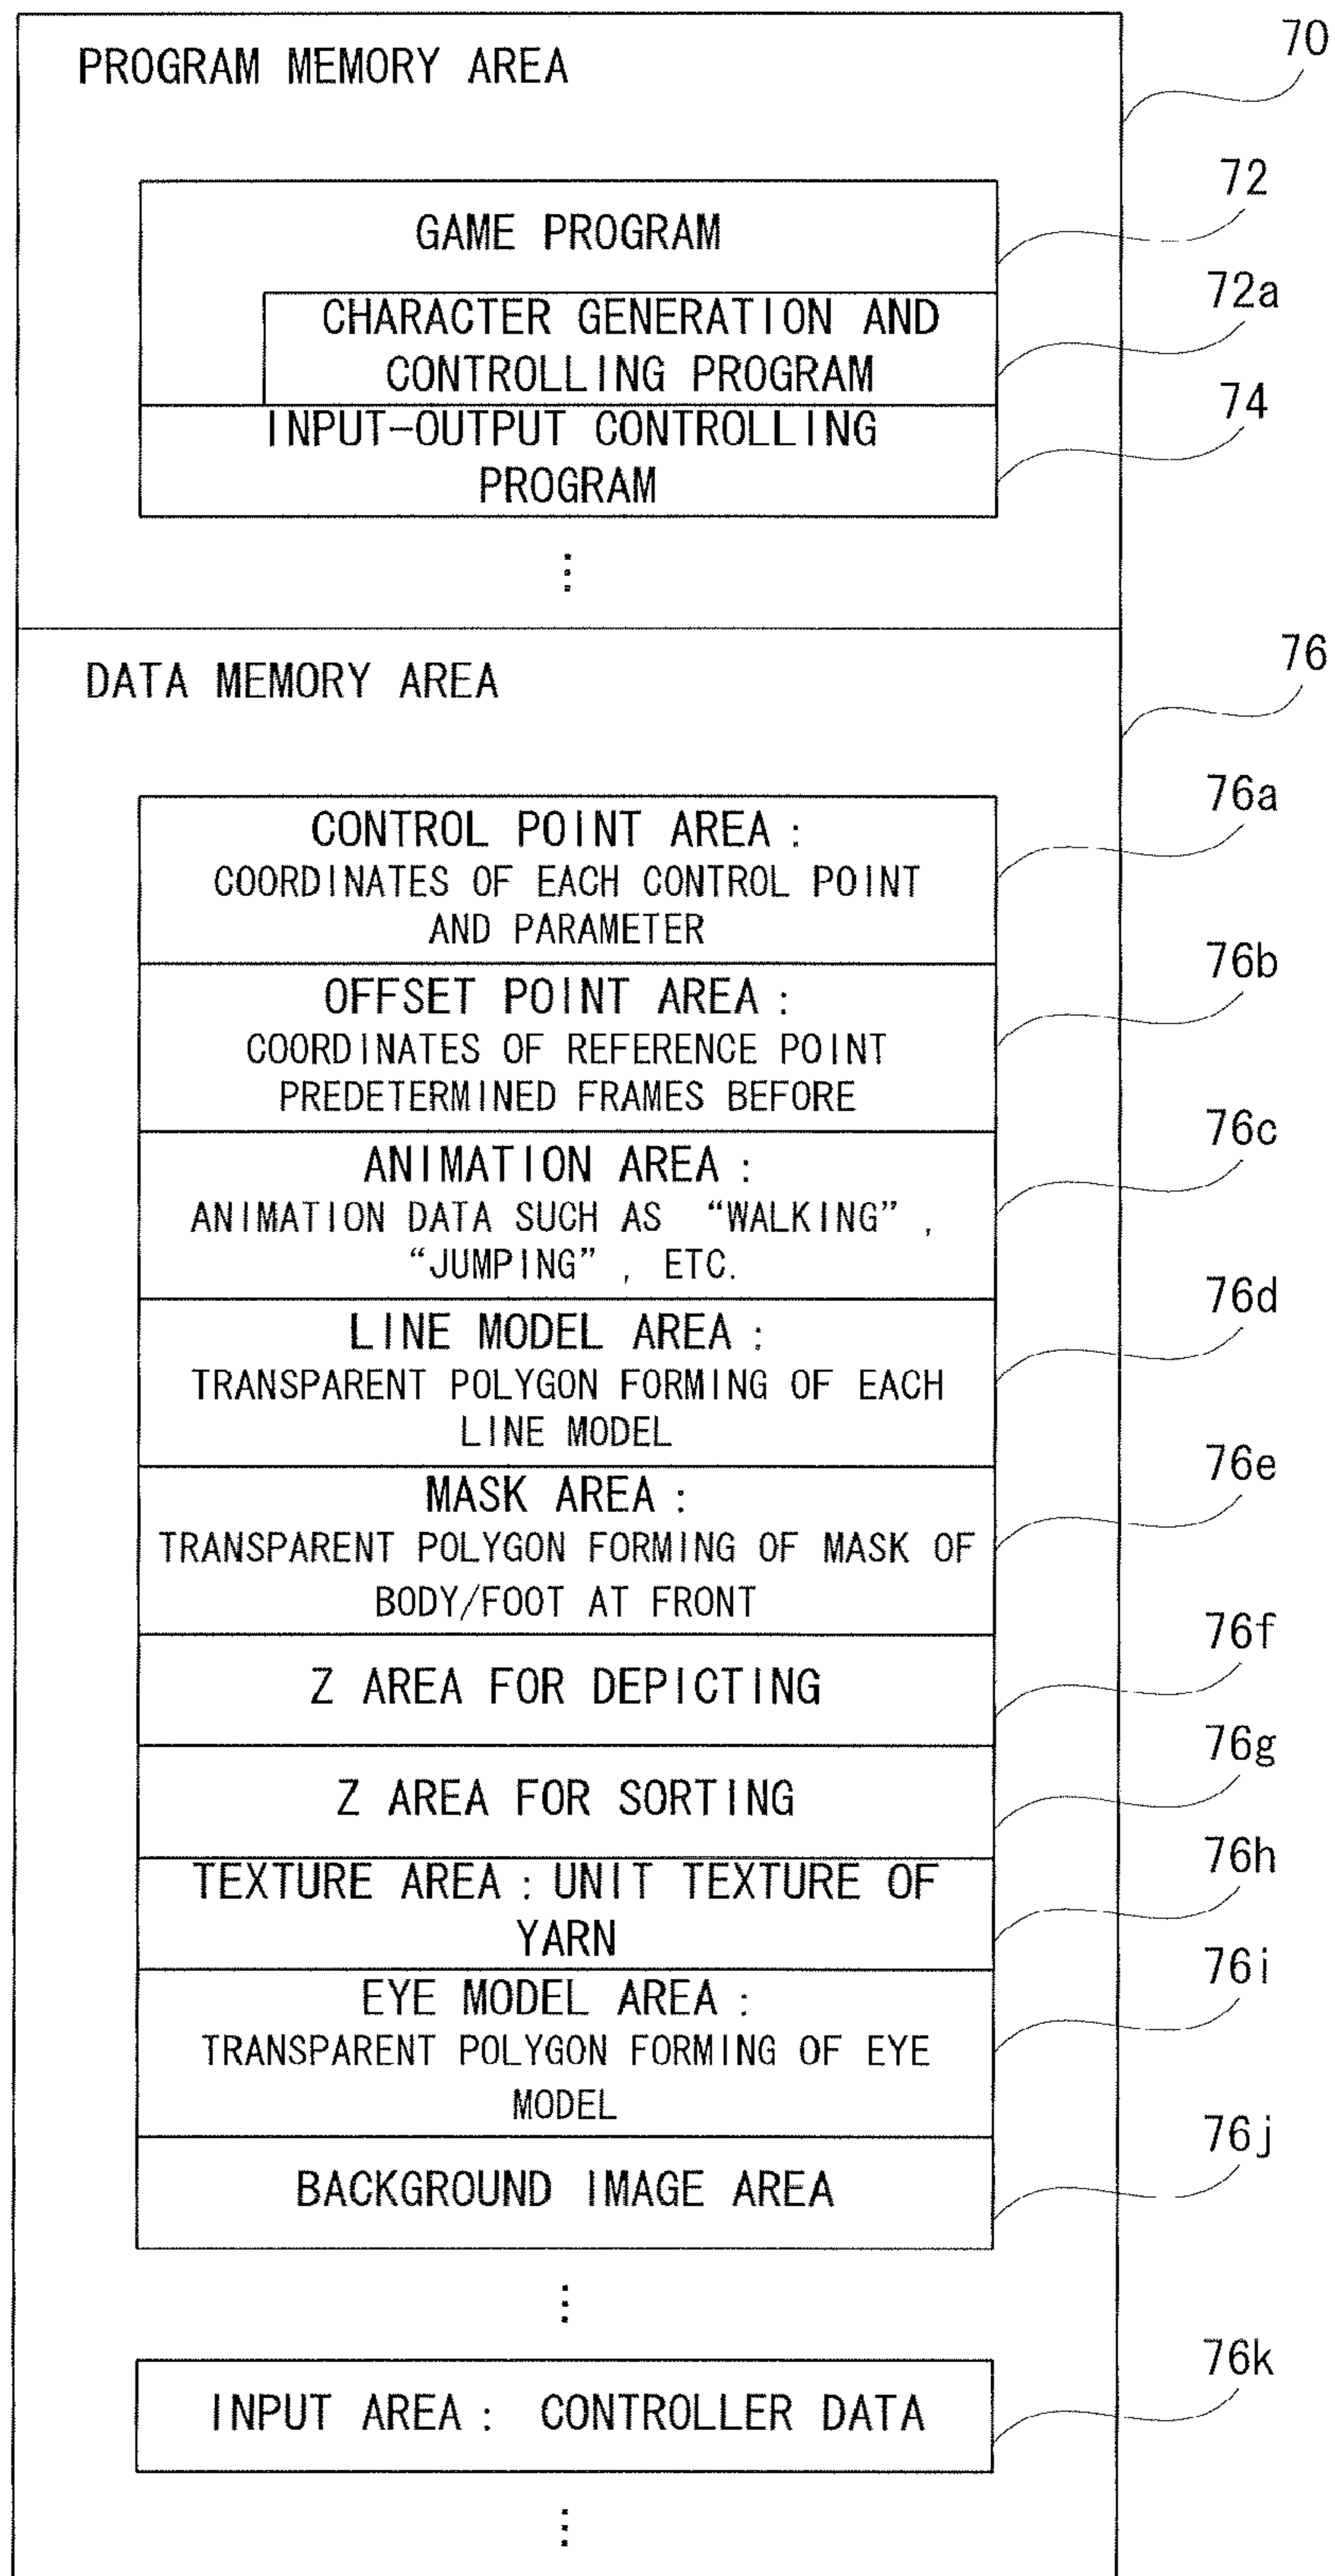 PROGRAM MEMORY AREA
70
72
GAME PROGRAM
72a
CHARACTER GENERATION AND
CONTROLLING PROGRAM
74
INPUT-OUTPUT CONTROLLING
PROGRAM
⋮
DATA MEMORY AREA
76
76a
CONTROL POINT AREA :
COORDINATES OF EACH CONTROL POINT
AND PARAMETER
76b
OFFSET POINT AREA :
COORDINATES OF REFERENCE POINT
PREDETERMINED FRAMES BEFORE
76c
ANIMATION AREA :
ANIMATION DATA SUCH AS “WALKING”,
“JUMPING”, ETC.
76d
LINE MODEL AREA :
TRANSPARENT POLYGON FORMING OF EACH
LINE MODEL
76e
MASK AREA :
TRANSPARENT POLYGON FORMING OF MASK OF
BODY/FOOT AT FRONT
76f
Z AREA FOR DEPICTING
76g
Z AREA FOR SORTING
76h
TEXTURE AREA : UNIT TEXTURE OF
YARN
76i
EYE MODEL AREA :
TRANSPARENT POLYGON FORMING OF EYE
MODEL
76j
BACKGROUND IMAGE AREA
⋮
76k
INPUT AREA : CONTROLLER DATA
⋮